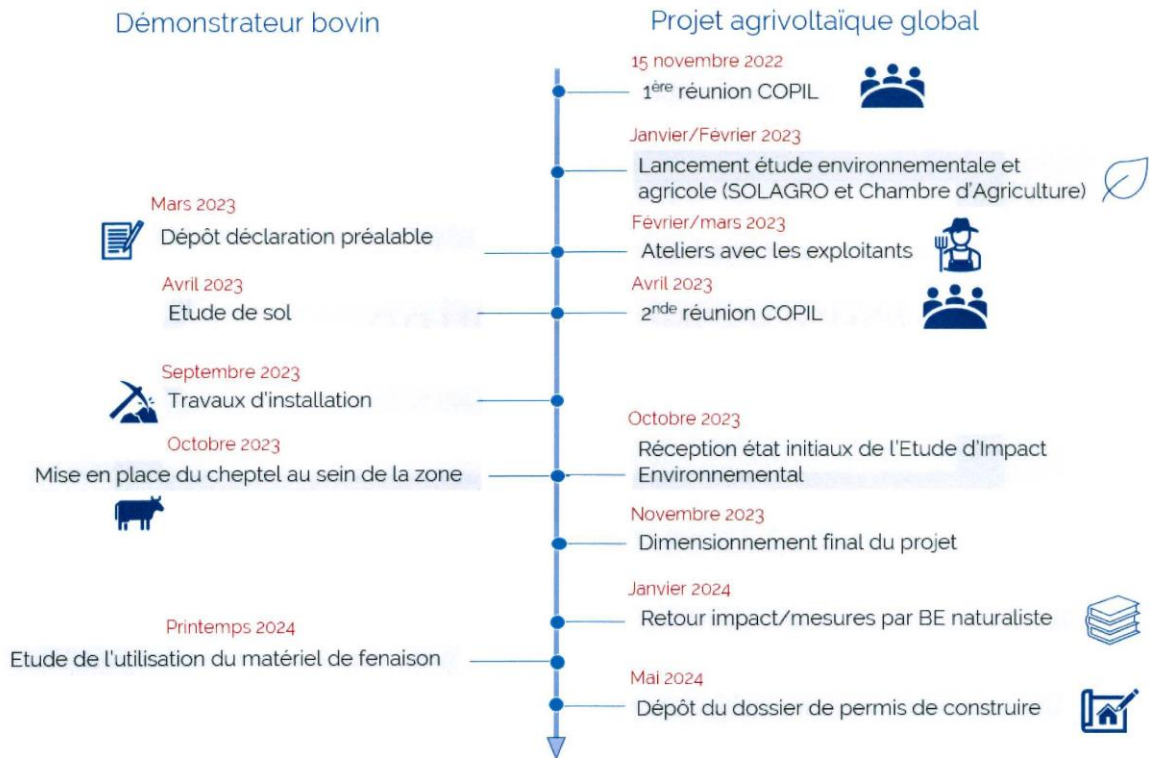 Démonstrateur bovin
Projet agrivoltaïque global
15 novembre 2022
1ère réunion COPIL
Janvier/Février 2023
Lancement étude environnementale et
agricole (SOLAGRO et Chambre d'Agriculture)
Mars 2023
Dépôt déclaration préalable
Février/mars 2023
Ateliers avec les exploitants
Avril 2023
Etude de sol
Avril 2023
2nde réunion COPIL
Septembre 2023
Travaux d'installation
Octobre 2023
Mise en place du cheptel au sein de la zone
Octobre 2023
Réception état initiaux de l'Etude d'Impact
Environnemental
Novembre 2023
Dimensionnement final du projet
Janvier 2024
Retour impact/mesures par BE naturaliste
Printemps 2024
Etude de l'utilisation du matériel de fenaison
Mai 2024
Dépôt du dossier de permis de construire